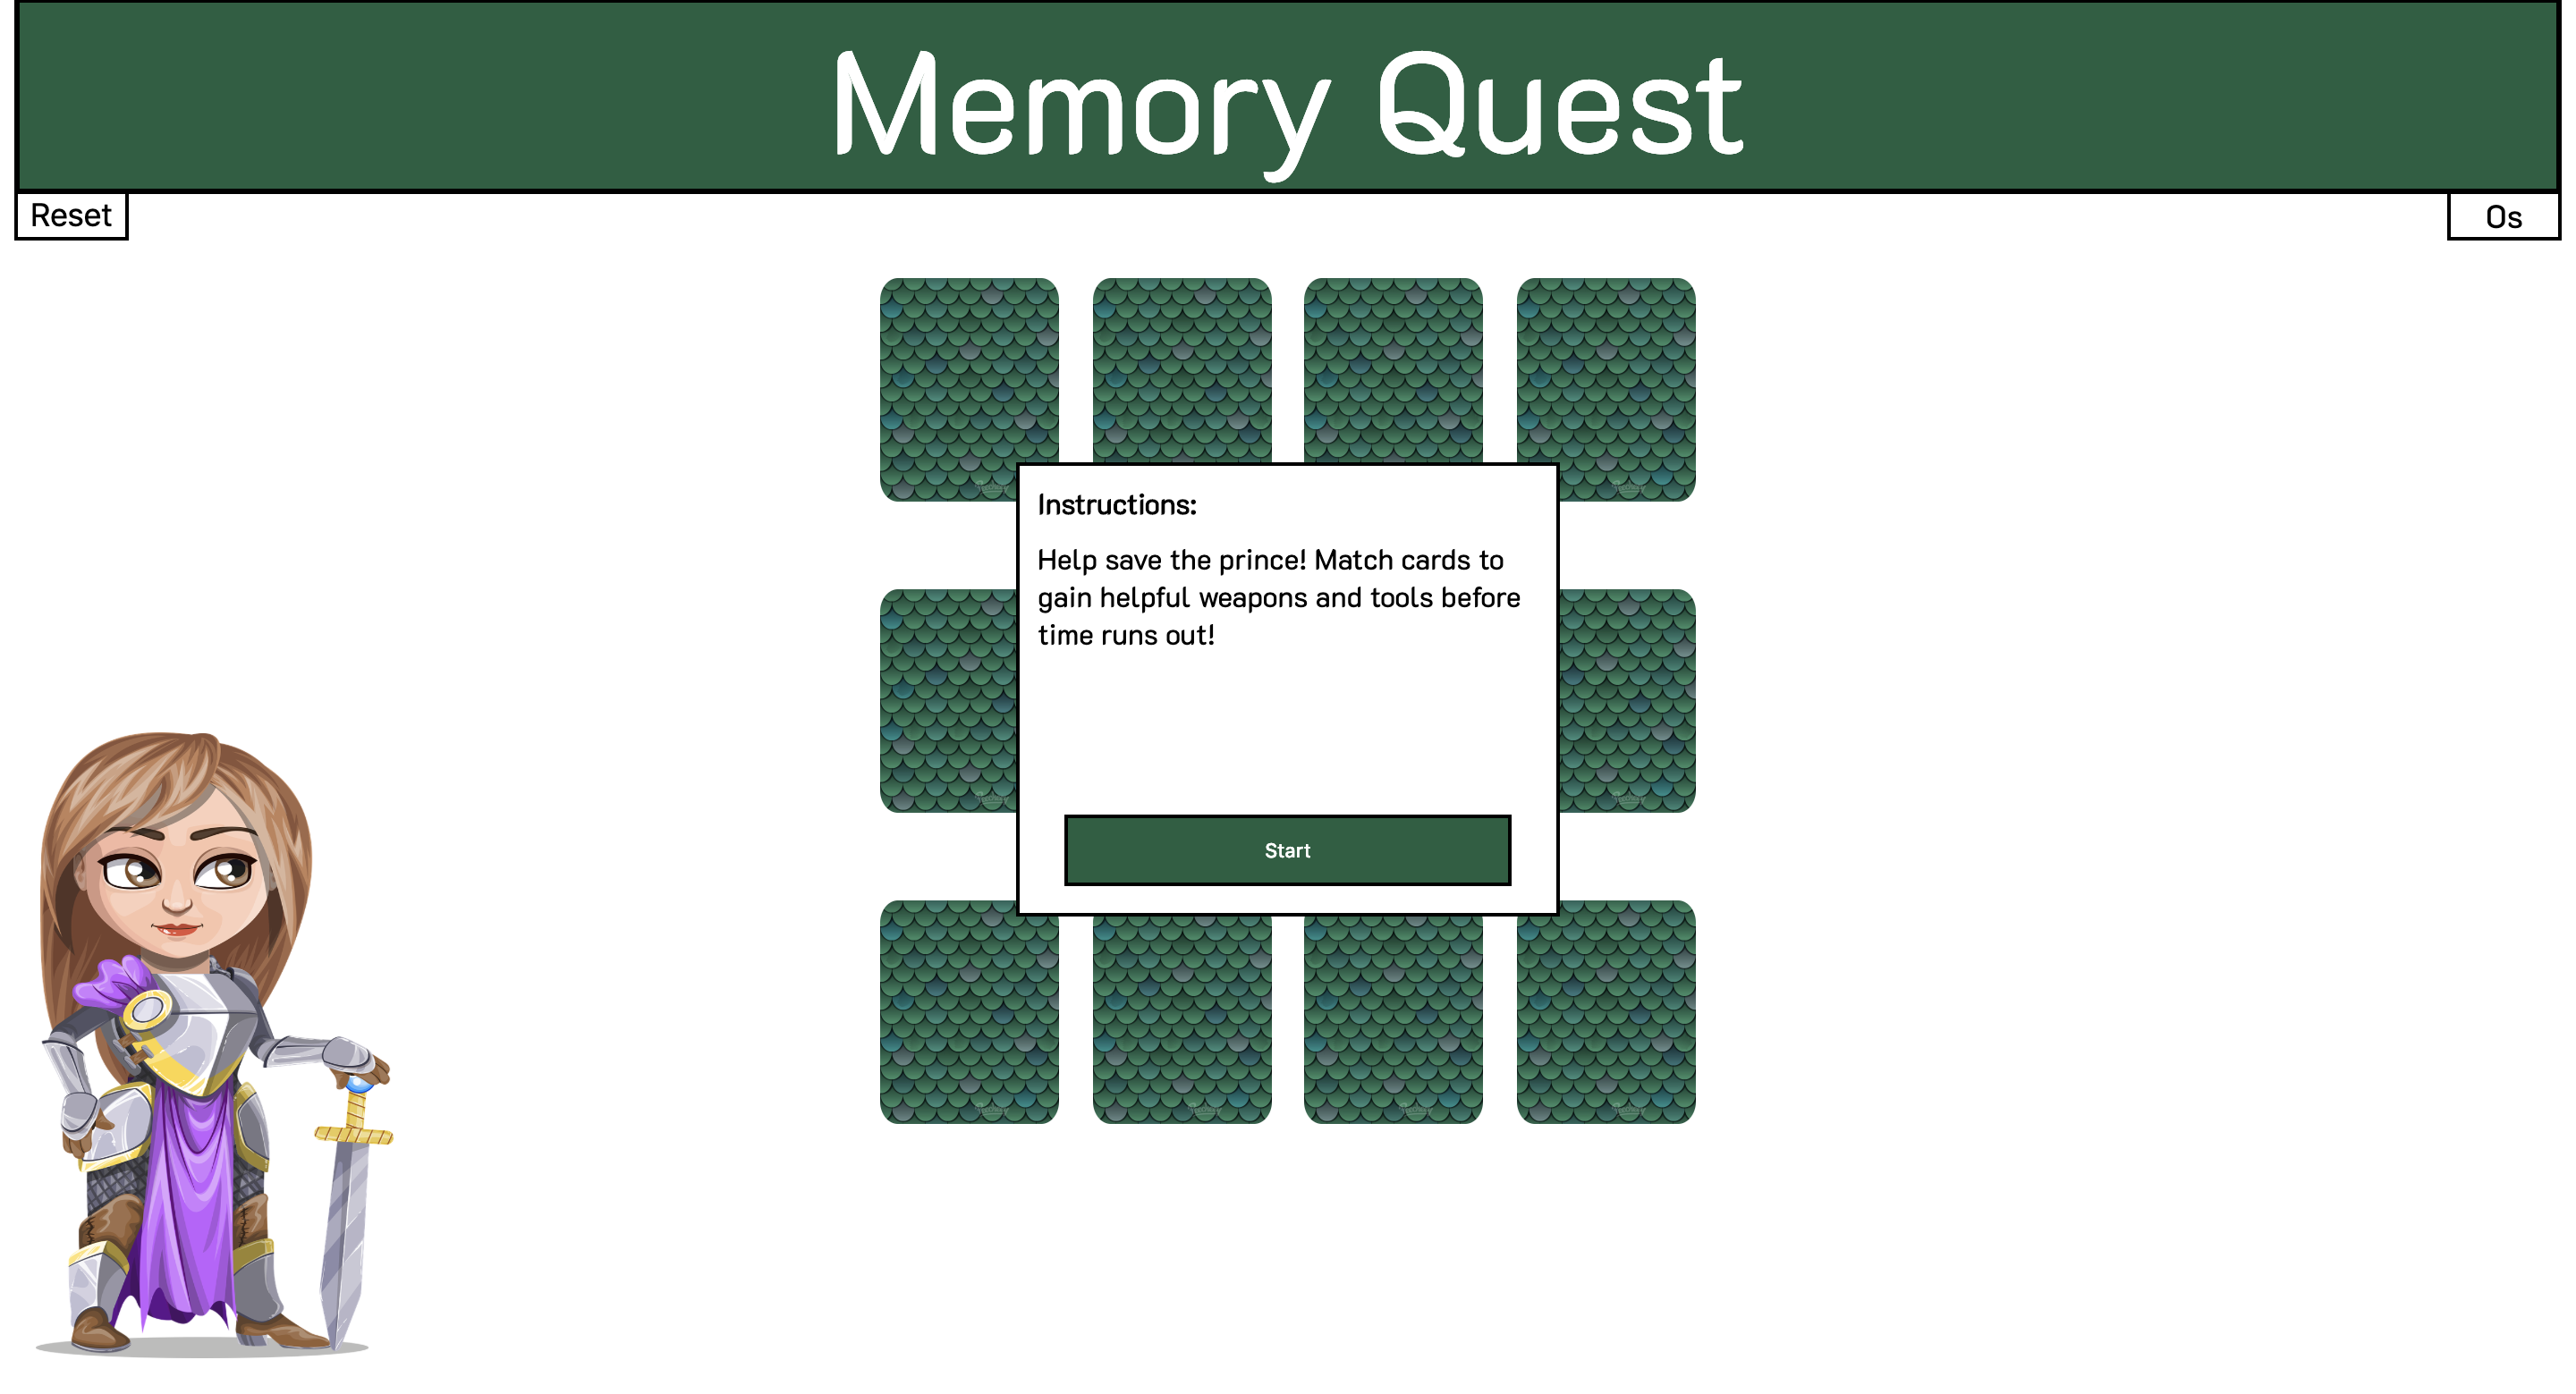 Memory Quest
Reset
0s
Instructions:
Help save the prince! Match cards to
gain helpful weapons and tools before
time runs out!
Start